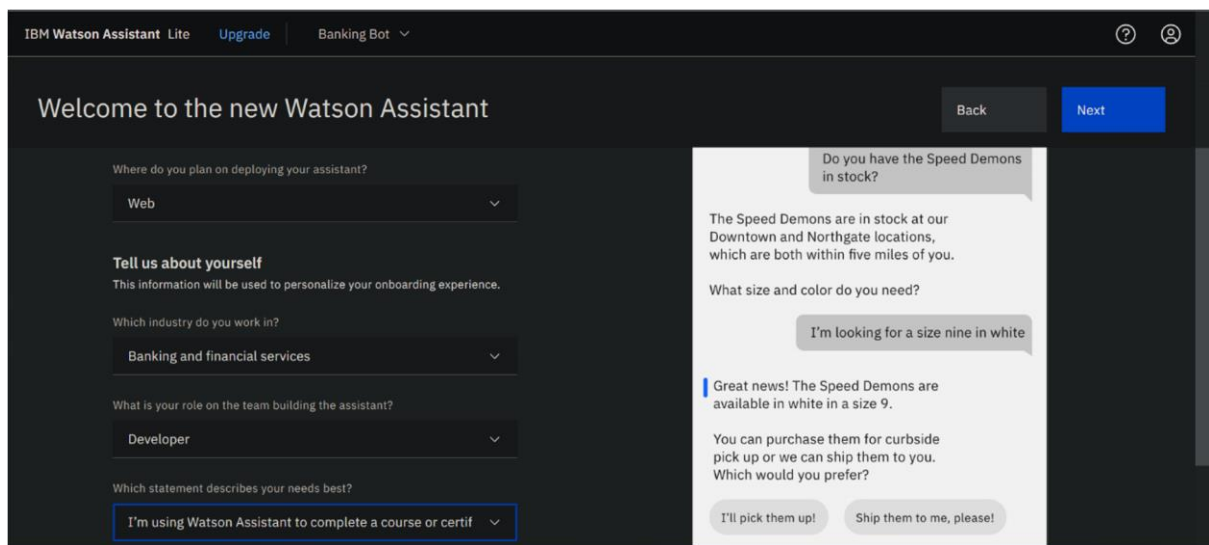 IBM Watson Assistant Lite Upgrade Banking Bot
Welcome to the new Watson Assistant
Back
Next
Where do you plan on deploying your assistant?
Web
Tell us about yourself
This information will be used to personalize your onboarding experience.
Which industry do you work in?
Banking and financial services
What is your role on the team building the assistant?
Developer
Which statement describes your needs best?
I'm using Watson Assistant to complete a course or certif
Do you have the Speed Demons
in stock?
The Speed Demons are in stock at our
Downtown and Northgate locations,
which are both within five miles of you.
What size and color do you need?
I'm looking for a size nine in white
Great news! The Speed Demons are
available in white in a size 9.
You can purchase them for curbside
pick up or we can ship them to you.
Which would you prefer?
I'll pick them up!
Ship them to me, please!